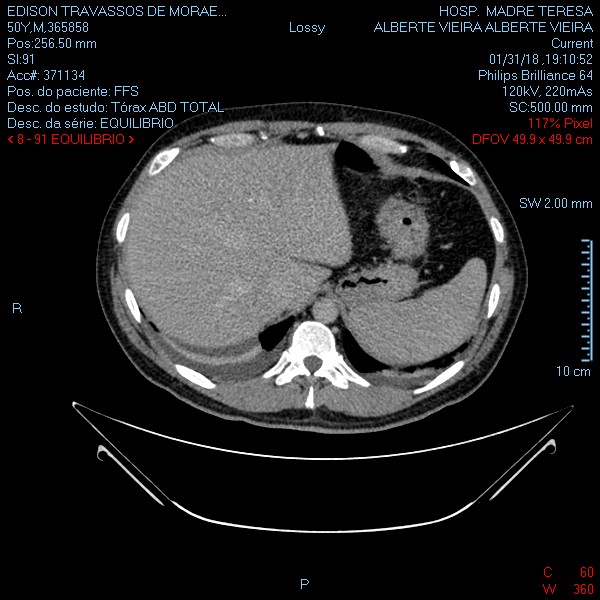 EDISON TRAVASSOS DE MORAE...
50Y,M,365858
Pos:256.50 mm
SI:91
Acc#: 371134
Pos. do paciente: FFS
Desc. do estudo: Tórax ABD TOTAL
Desc. da série: EQUILIBRIO
< 8 - 91 EQUILIBRIO >
Lossy
HOSP. MADRE TERESA
ALBERTE VIEIRA ALBERTE VIEIRA
Current
01/31/18 ,19:10:52
Philips Brilliance 64
120kV, 220mAs
SC:500.00 mm
117% Pixel
DFOV 49.9 x 49.9 cm
SW 2.00 mm
R
10 cm
P
C 60
W 360